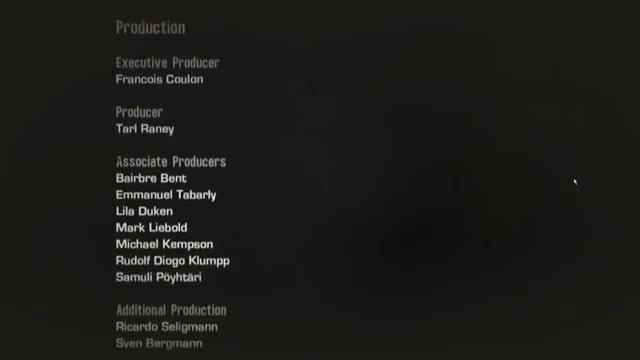 Production
Executive Producer
Francois Coulon
Producer
Tarl Raney
Associate Producers
Bairbre Bent
Emmanuel Tabarly
Lila Duken
Mark Liebold
Michael Kempson
Rudolf Diogo Klumpp
Samuli Pöyhtäri
Additional Production
Ricardo Seligmann
Sven Bergmann